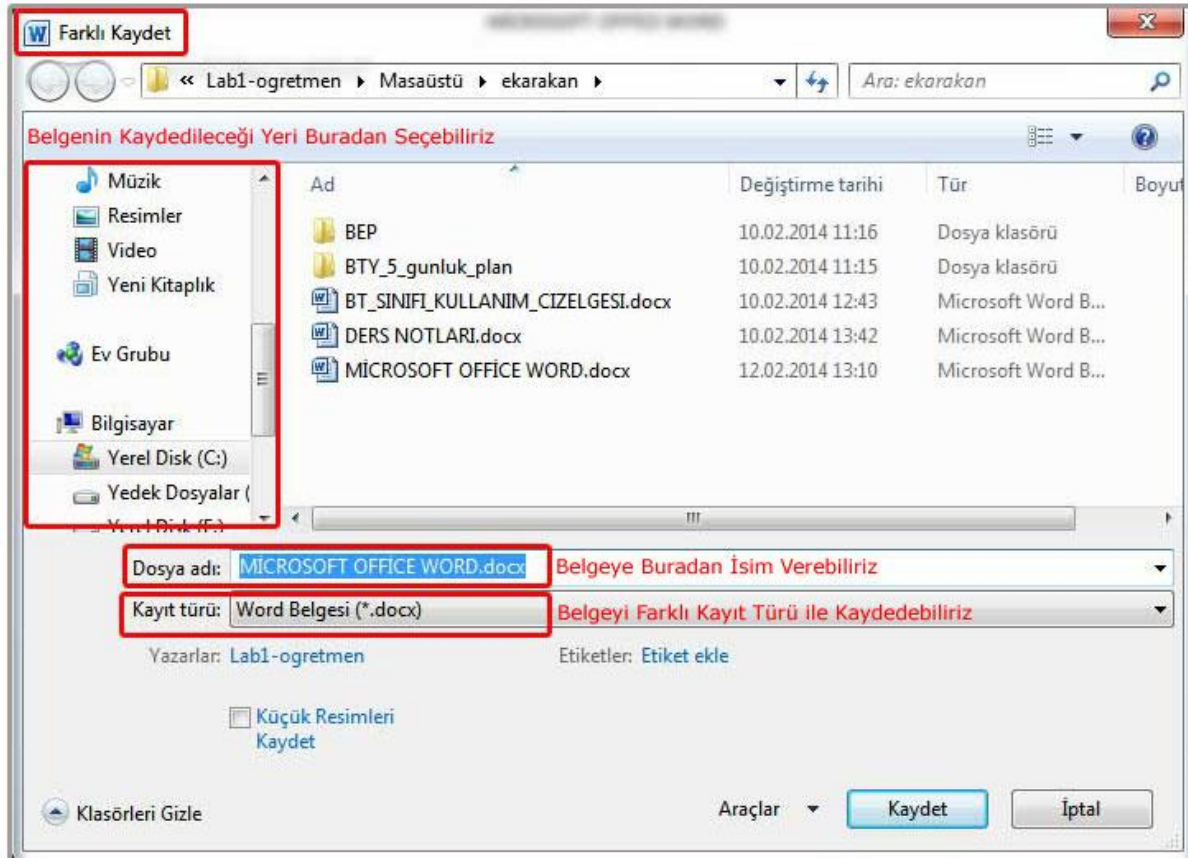 Farklı Kaydet
MİCROSOFT OFFİCE WORD
« Lab1-ogretmen ▸ Masaüstü ▸ ekarakan ▸
Ara: ekarakan
Belgenin Kaydedileceği Yeri Buradan Seçebiliriz
Müzik
Resimler
Video
Yeni Kitaplık
Ev Grubu
Bilgisayar
Yerel Disk (C:)
Yedek Dosyalar (
Ad Değiştirme tarihi Tür Boyut
BEP 10.02.2014 11:16 Dosya klasörü
BTY_5_gunluk_plan 10.02.2014 11:15 Dosya klasörü
BT_SINIFI_KULLANIM_CIZELGESI.docx 10.02.2014 12:43 Microsoft Word B...
DERS NOTLARI.docx 10.02.2014 13:42 Microsoft Word B...
MİCROSOFT OFFİCE WORD.docx 12.02.2014 13:10 Microsoft Word B...
Dosya adı: MİCROSOFT OFFİCE WORD.docx Belgeye Buradan İsim Verebiliriz
Kayıt türü: Word Belgesi (*.docx) Belgeyi Farklı Kayıt Türü ile Kaydedebiliriz
Yazarlar: Lab1-ogretmen Etiketler: Etiket ekle
Küçük Resimleri
Kaydet
Klasörleri Gizle
Araçlar Kaydet İptal